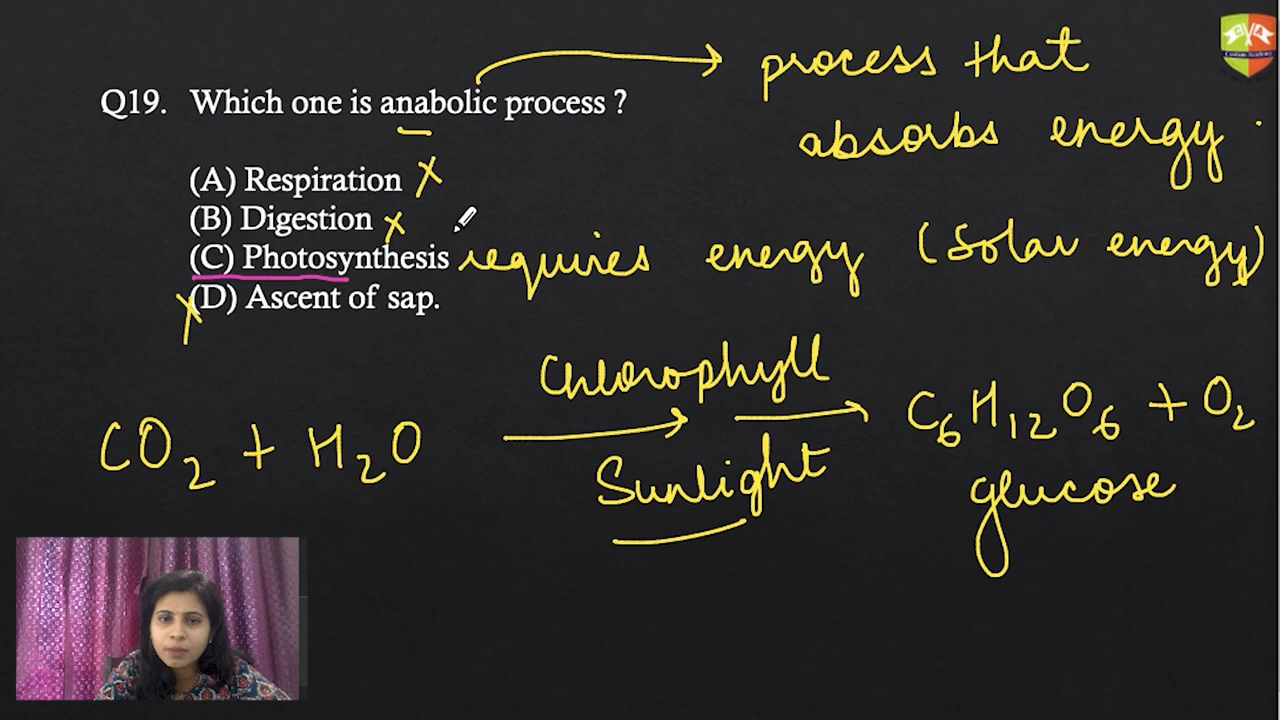 process that
Q19. Which one is anabolic process ?
absorbs energy.
(A) Respiration x
(B) Digestion x
(C) Photosynthesis requires energy (Solar energy)
x (D) Ascent of sap.
Chlorophyll
CO2 + H2O → → C6H12O6 + O2
Sunlight glucose